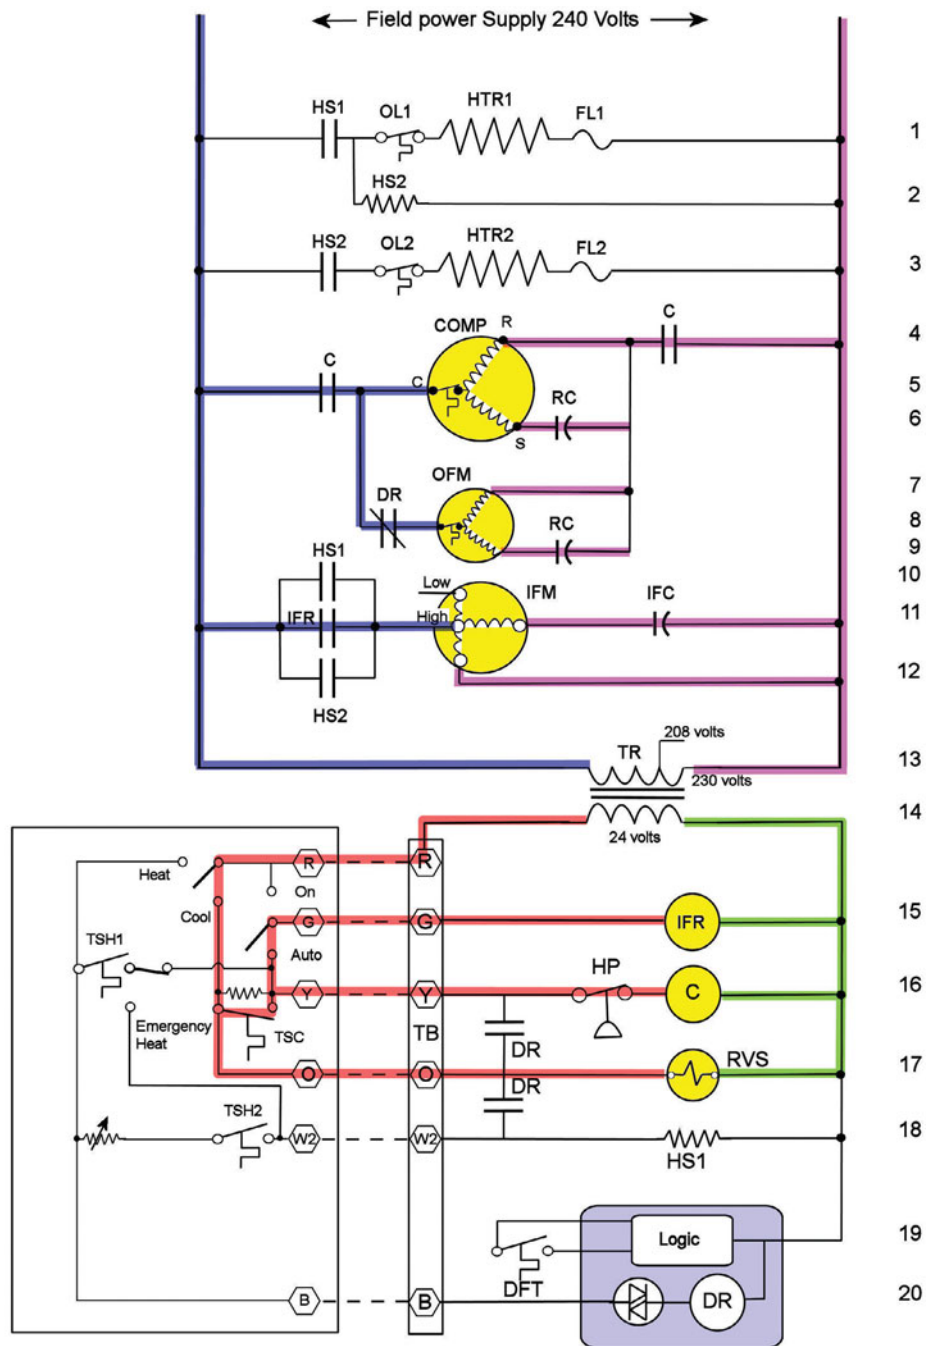 Field power Supply 240 Volts
HS1 OL1 HTR1 FL1 1
HS2 2
HS2 OL2 HTR2 FL2 3
COMP R C 4
C C 5
RC 6
S
OFM 7
DR 8
RC 9
HS1 10
Low IFM IFC
IFR High 11
HS2 12
208 volts
TR 13
230 volts
24 volts 14
R R
Heat On
Cool G G IFR 15
TSH1 Auto HP
Y Y C 16
Emergency
Heat TSC TB DR
RVS
O O 17
DR
TSH2
W2 W2 18
HS1
Logic 19
DFT
B B DR 20